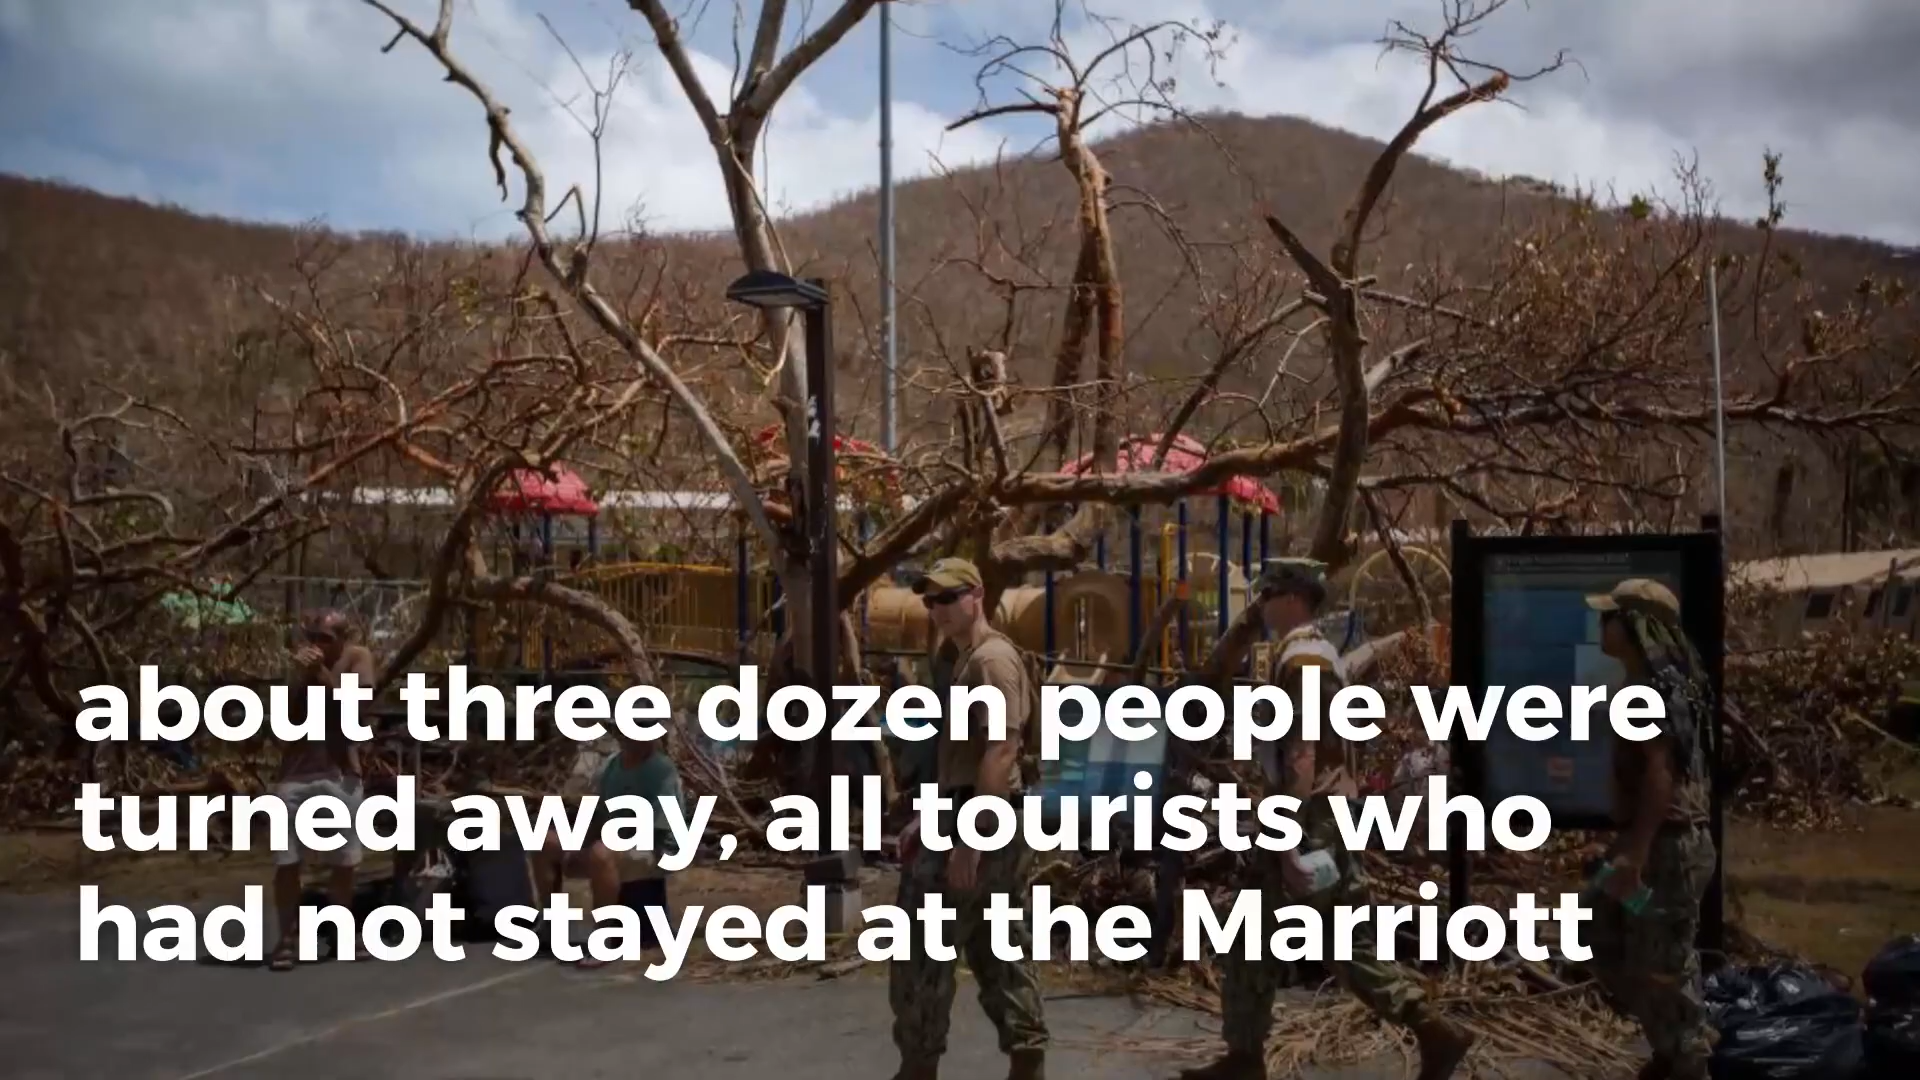 about three dozen people were
turned away, all tourists who
had not stayed at the Marriott